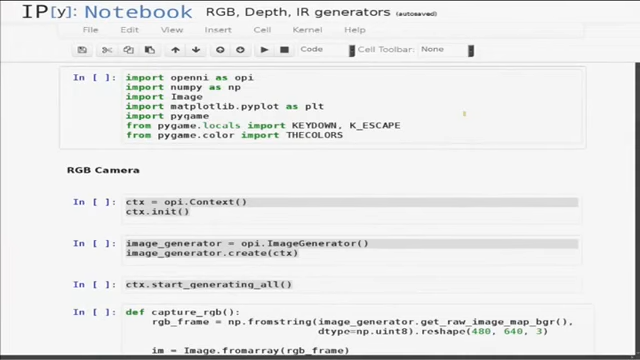 IP[y]: Notebook RGB, Depth, IR generators (autosaved)
File Edit View Insert Cell Kernel Help
Code Cell Toolbar: None
In [ ]: import openni as opi
import numpy as np
import Image
import matplotlib.pyplot as plt
import pygame
from pygame.locals import KEYDOWN, K_ESCAPE
from pygame.color import THECOLORS
RGB Camera
In [ ]: ctx = opi.Context()
ctx.init()
In [ ]: image_generator = opi.ImageGenerator()
image_generator.create(ctx)
In [ ]: ctx.start_generating_all()
In [ ]: def capture_rgb():
rgb_frame = np.fromstring(image_generator.get_raw_image_map_bgr(),
dtype=np.uint8).reshape(480, 640, 3)
im = Image.fromarray(rgb_frame)